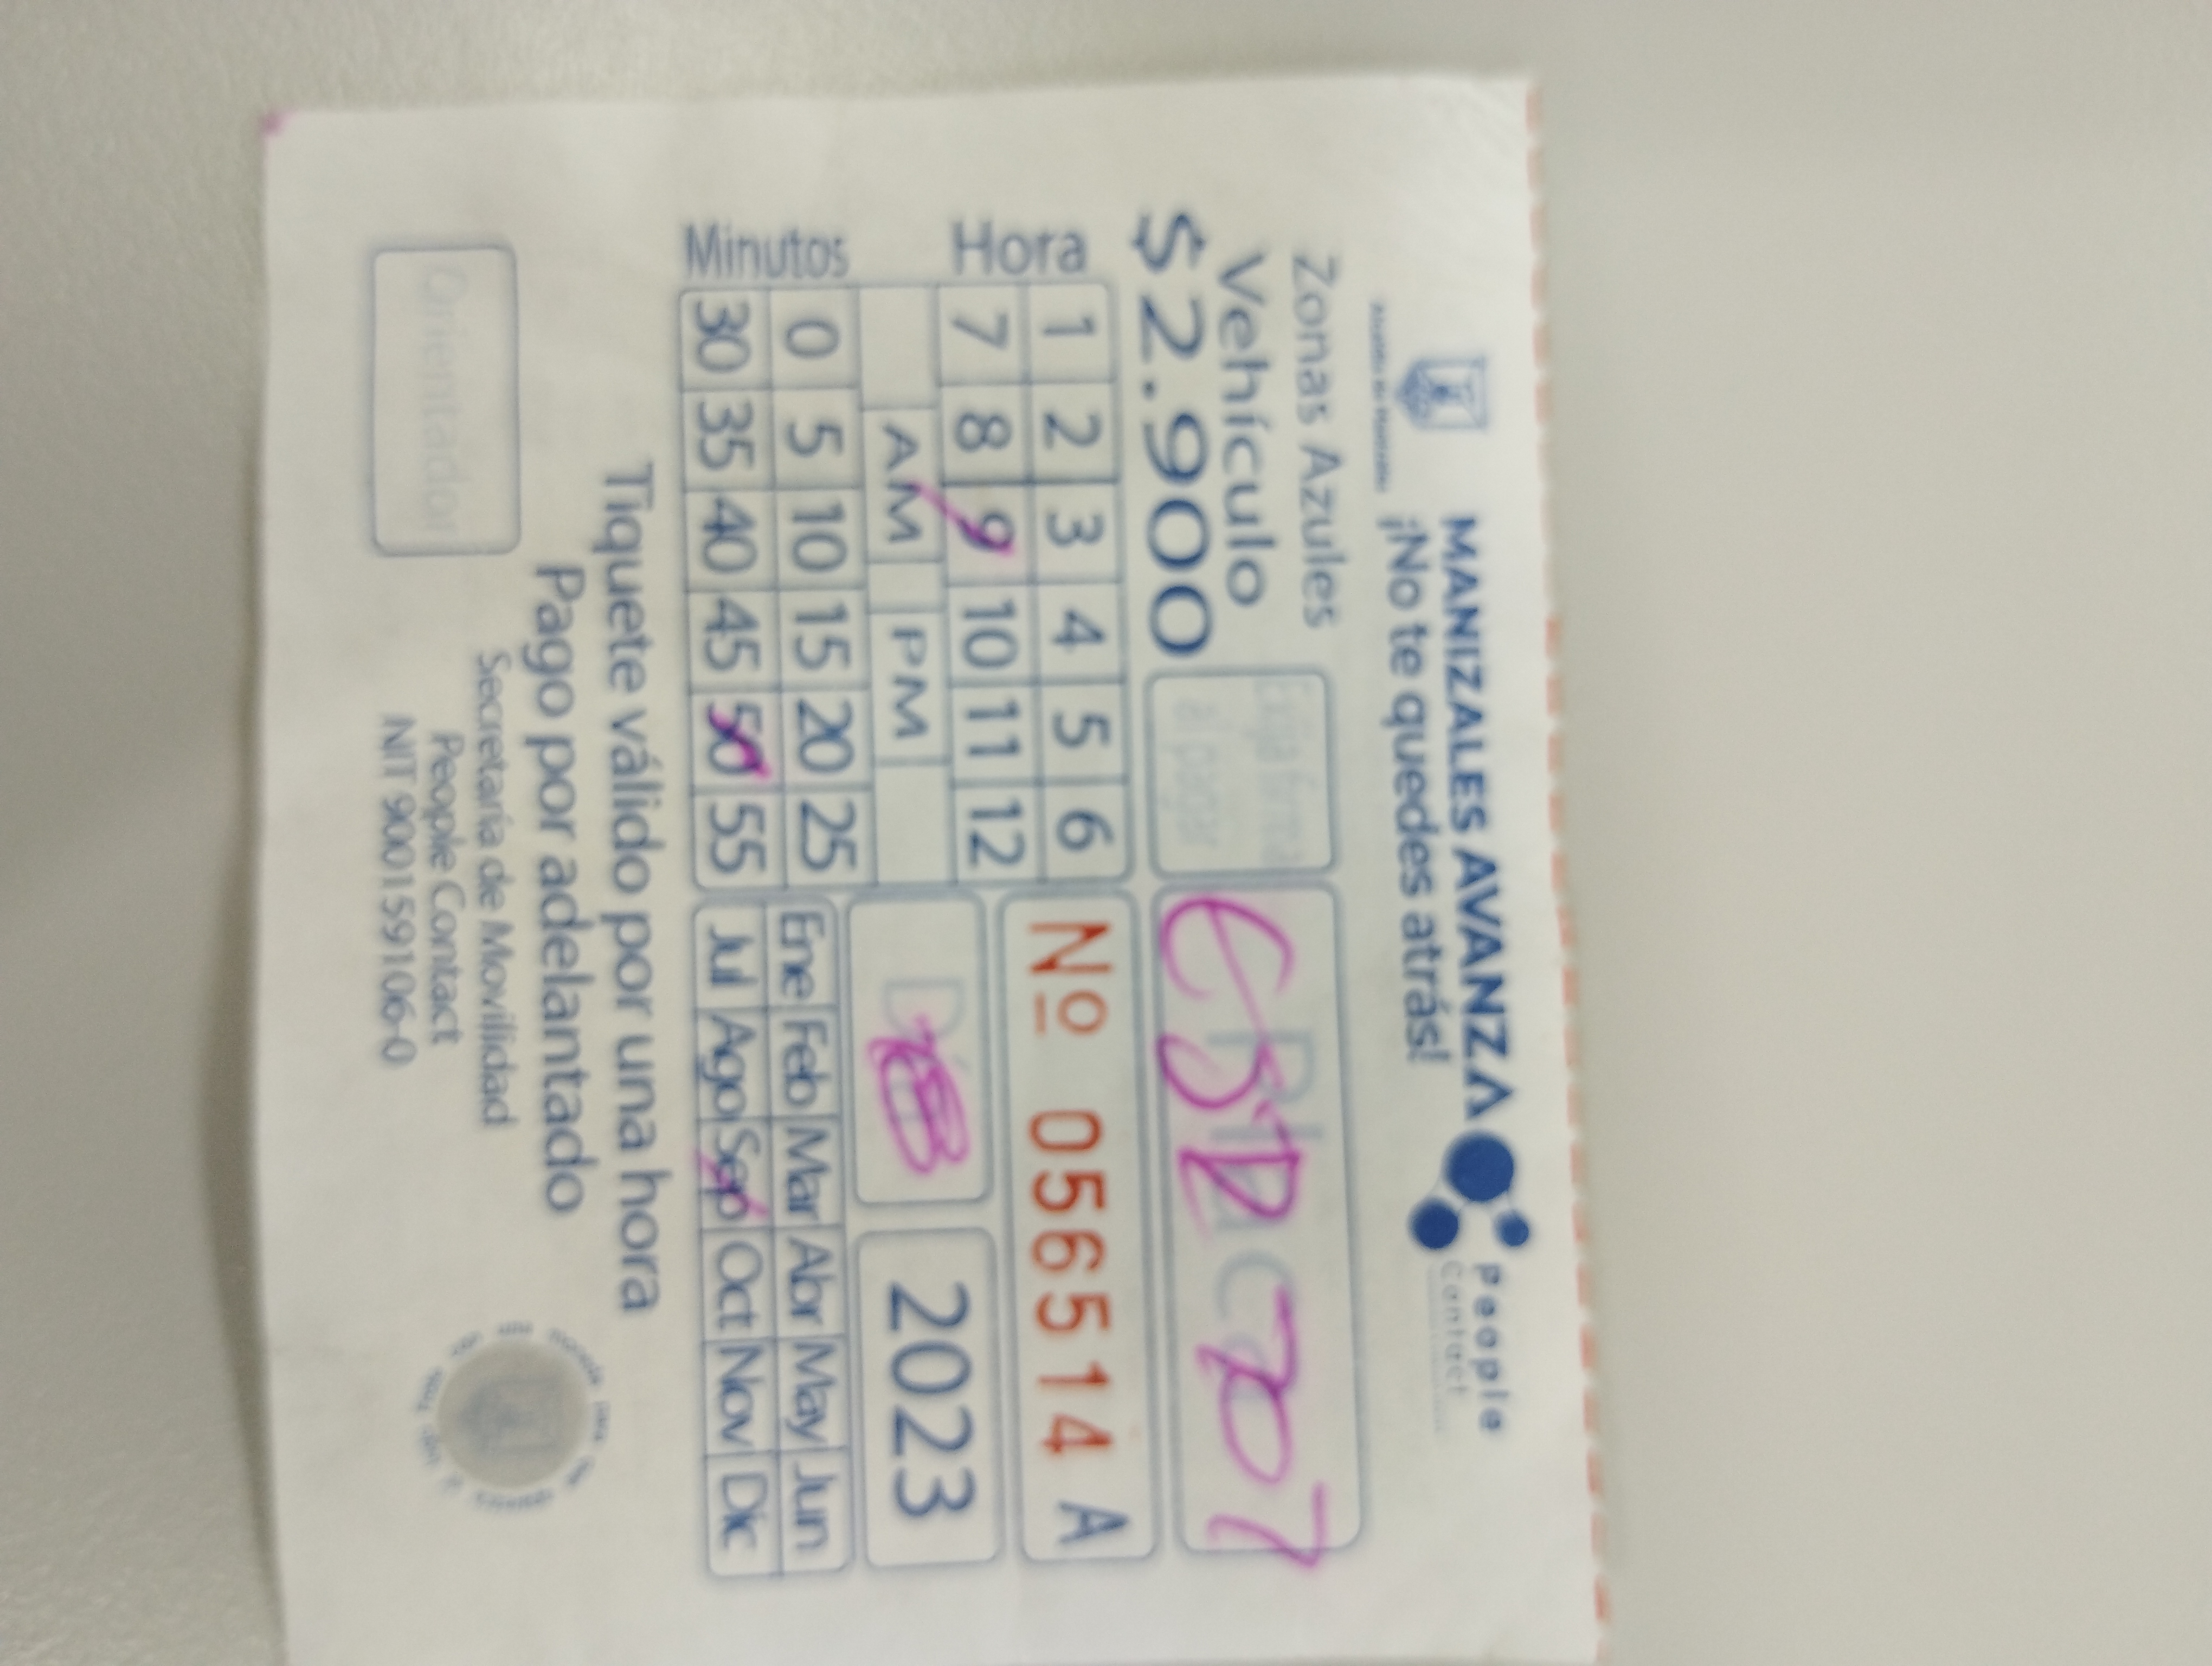 MANIZALES AVANZA
¡No te quedes atrás!
People
Contact
Zonas Azules
Vehículo
$2.900
Placa
Hora
1 2 3 4 5 6
7 8 9 10 11 12
AM PM
Minutos
0 5 10 15 20 25
30 35 40 45 50 55
Nº 056514 A
2023
Ene Feb Mar Abr May Jun
Jul Ago Sep Oct Nov Dic
Tiquete válido por una hora
Pago por adelantado
Secretaría de Movilidad
People Contact
NIT 900159106-0
Orientador